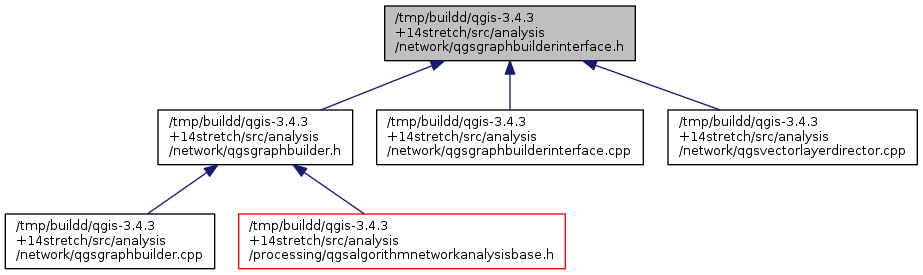 /tmp/buildd/qgis-3.4.3
+14stretch/src/analysis
/network/qgsgraphbuilderinterface.h
/tmp/buildd/qgis-3.4.3
+14stretch/src/analysis
/network/qgsgraphbuilder.h
/tmp/buildd/qgis-3.4.3
+14stretch/src/analysis
/network/qgsgraphbuilderinterface.cpp
/tmp/buildd/qgis-3.4.3
+14stretch/src/analysis
/network/qgsvectorlayerdirector.cpp
/tmp/buildd/qgis-3.4.3
+14stretch/src/analysis
/network/qgsgraphbuilder.cpp
/tmp/buildd/qgis-3.4.3
+14stretch/src/analysis
/processing/qgsalgorithmnetworkanalysisbase.h